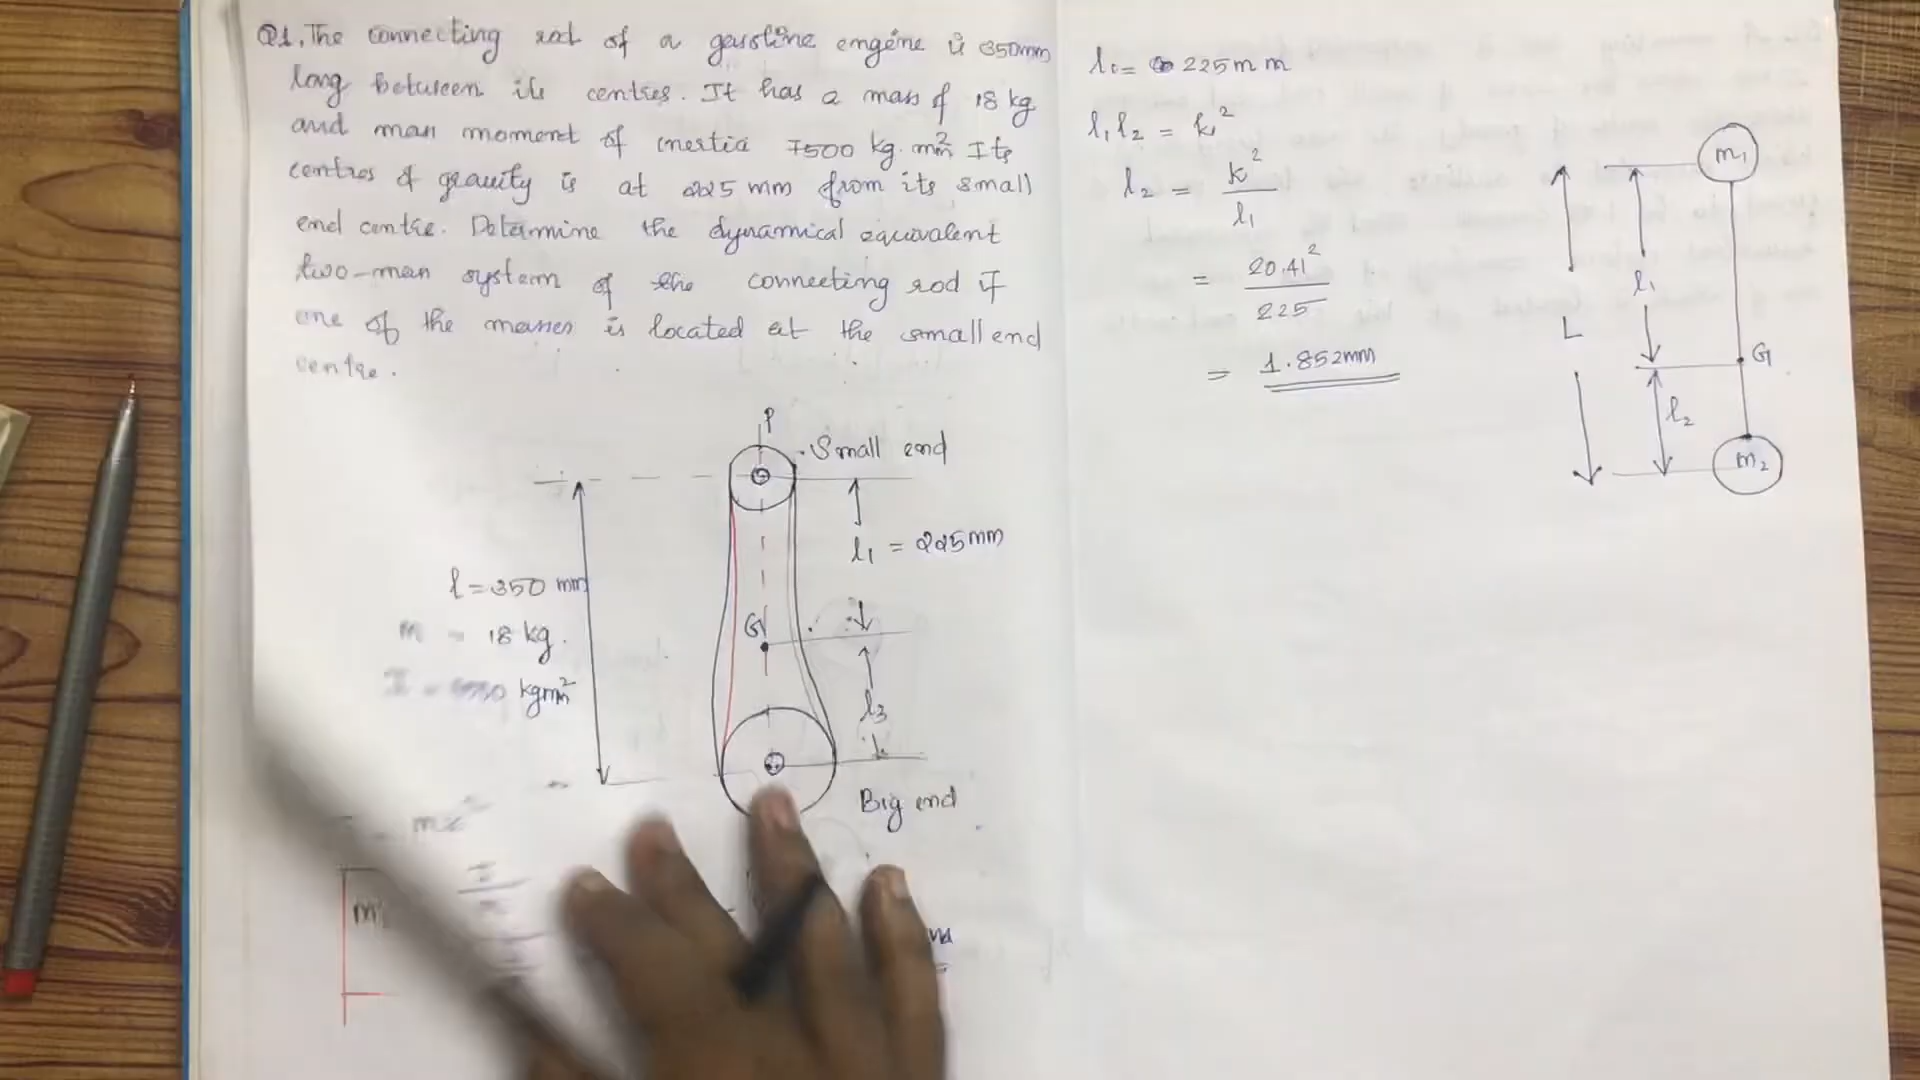 Q1. The connecting rod of a gasoline engine is 350mm
long between its centres. It has a mass of 18 kg
and mass moment of inertia 7500 kg.mm² Its
centres of gravity is at 225 mm from its small
end centre. Determine the dynamical equivalent
two-mass system of the connecting rod if
one of the masses is located at the small end
centre.
P
Small end
l₁ = 225mm
l = 350 mm
m = 18 kg.
G
kgmm²
l₃
Big end
l₁ = 225mm
l₁l₂ = k²
l₂ = k²
l₁
= 20.41²
225
= 1.852mm
m₁
l₁
L
G
l₂
m₂